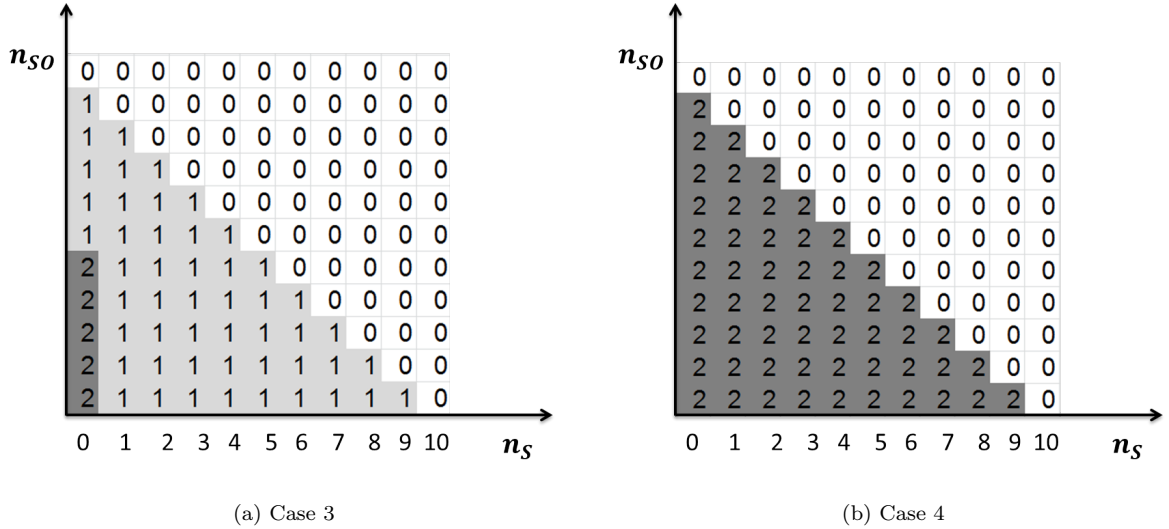 n_SO
0 0 0 0 0 0 0 0 0 0 0
1 0 0 0 0 0 0 0 0 0 0
1 1 0 0 0 0 0 0 0 0 0
1 1 1 0 0 0 0 0 0 0 0
1 1 1 1 0 0 0 0 0 0 0
1 1 1 1 1 0 0 0 0 0 0
2 1 1 1 1 1 0 0 0 0 0
2 1 1 1 1 1 1 0 0 0 0
2 1 1 1 1 1 1 1 0 0 0
2 1 1 1 1 1 1 1 1 0 0
2 1 1 1 1 1 1 1 1 1 0
0 1 2 3 4 5 6 7 8 9 10 n_S
(a) Case 3
n_SO
0 0 0 0 0 0 0 0 0 0 0
2 0 0 0 0 0 0 0 0 0 0
2 2 0 0 0 0 0 0 0 0 0
2 2 2 0 0 0 0 0 0 0 0
2 2 2 2 0 0 0 0 0 0 0
2 2 2 2 2 0 0 0 0 0 0
2 2 2 2 2 2 0 0 0 0 0
2 2 2 2 2 2 2 0 0 0 0
2 2 2 2 2 2 2 2 0 0 0
2 2 2 2 2 2 2 2 2 0 0
2 2 2 2 2 2 2 2 2 2 0
0 1 2 3 4 5 6 7 8 9 10 n_S
(b) Case 4